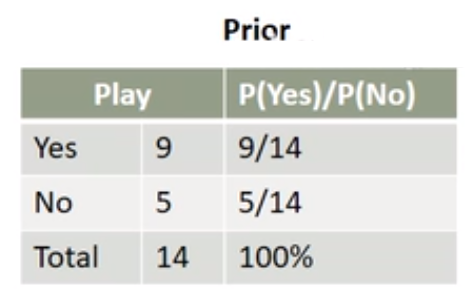 Prior
Play P(Yes)/P(No)
Yes 9 9/14
No 5 5/14
Total 14 100%